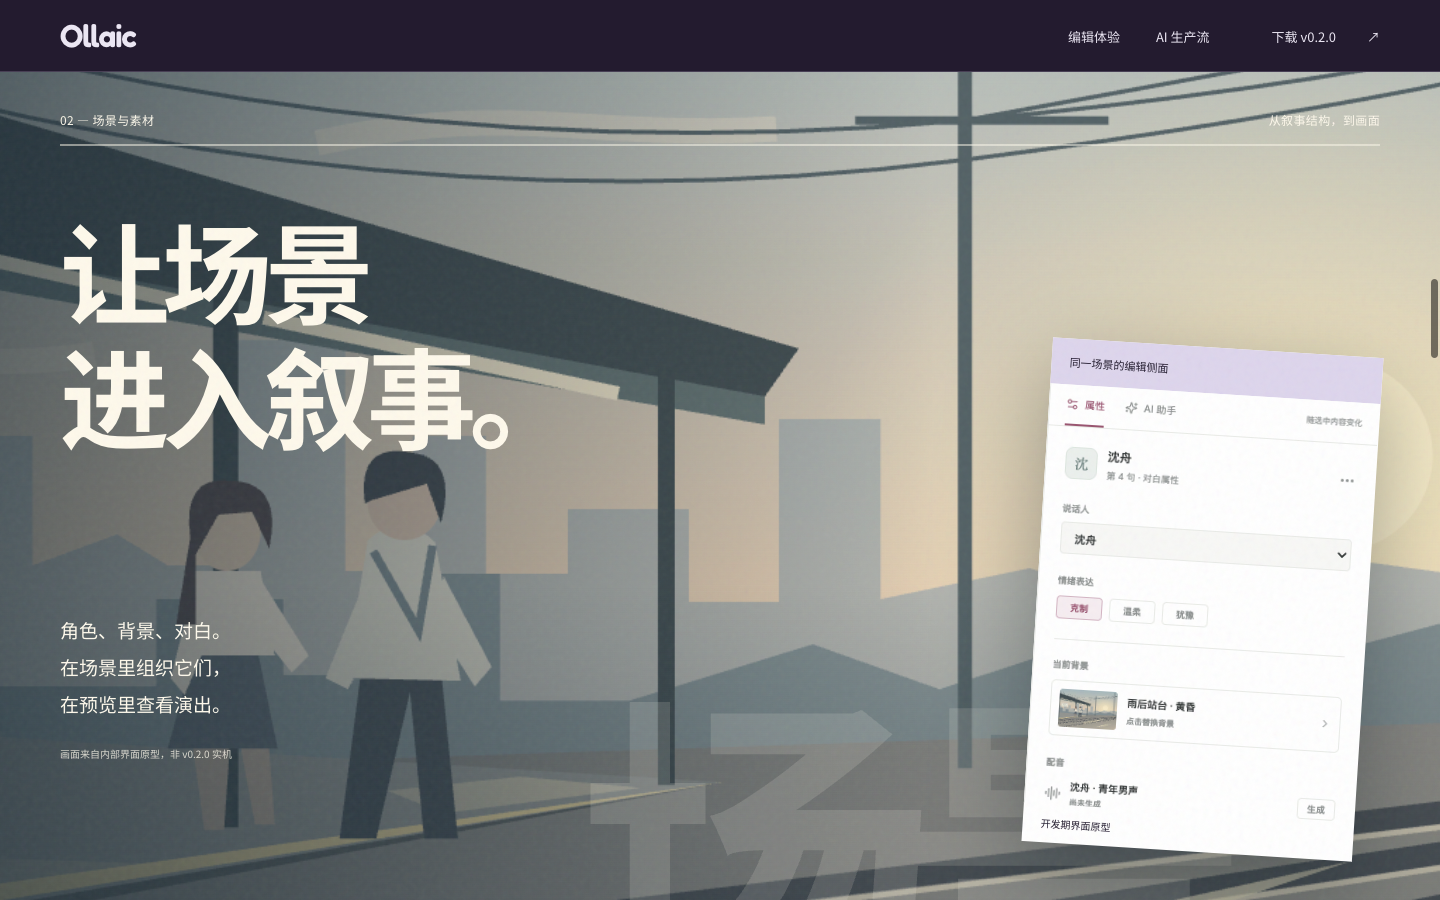 Ollaic
编辑体验
AI 生产流
下载 v0.2.0 ↗
02 — 场景与素材
从叙事结构，到画面
让场景
进入叙事。
角色、背景、对白。
在场景里组织它们，
在预览里查看演出。
画面来自内部界面原型，非 v0.2.0 实机
同一场景的编辑侧面
属性
AI 助手
随选中内容变化
沈
沈舟
第 4 句 · 对白属性
说话人
沈舟
情绪表达
克制
温柔
犹豫
当前背景
雨后站台 · 黄昏
点击替换背景
配音
沈舟 · 青年男声
尚未生成
生成
开发期界面原型
场景